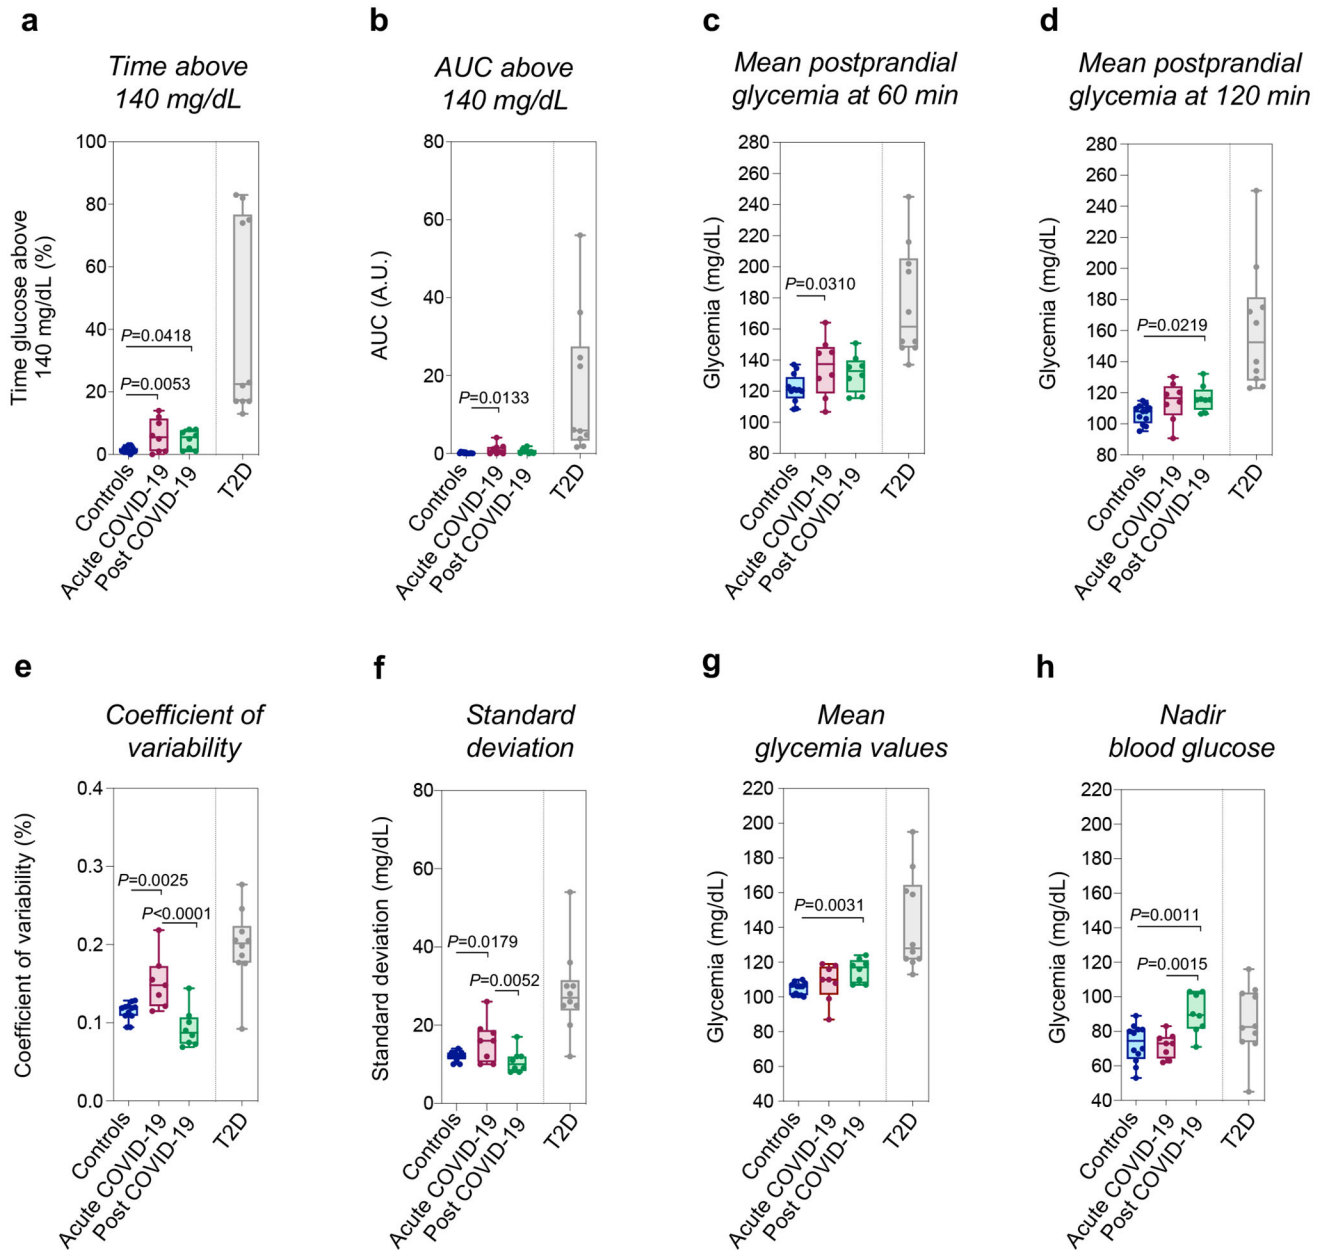 a
Time above
140 mg/dL
Time glucose above
140 mg/dL (%)
100
80
60
40
20
0
P=0.0418
P=0.0053
Controls
Acute COVID-19
Post COVID-19
T2D
b
AUC above
140 mg/dL
AUC (A.U.)
80
60
40
20
0
P=0.0133
Controls
Acute COVID-19
Post COVID-19
T2D
c
Mean postprandial
glycemia at 60 min
Glycemia (mg/dL)
280
260
240
220
200
180
160
140
120
100
80
P=0.0310
Controls
Acute COVID-19
Post COVID-19
T2D
d
Mean postprandial
glycemia at 120 min
Glycemia (mg/dL)
280
260
240
220
200
180
160
140
120
100
80
P=0.0219
Controls
Acute COVID-19
Post COVID-19
T2D
e
Coefficient of
variability
Coefficient of variability (%)
0.4
0.3
0.2
0.1
0.0
P=0.0025
P<0.0001
Controls
Acute COVID-19
Post COVID-19
T2D
f
Standard
deviation
Standard deviation (mg/dL)
80
60
40
20
0
P=0.0179
P=0.0052
Controls
Acute COVID-19
Post COVID-19
T2D
g
Mean
glycemia values
Glycemia (mg/dL)
220
200
180
160
140
120
100
80
60
40
P=0.0031
Controls
Acute COVID-19
Post COVID-19
T2D
h
Nadir
blood glucose
Glycemia (mg/dL)
220
200
180
160
140
120
100
80
60
40
P=0.0011
P=0.0015
Controls
Acute COVID-19
Post COVID-19
T2D